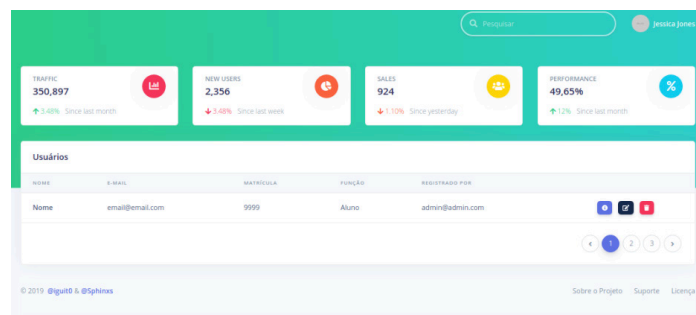 Pesquisar
Jessica Jones
TRAFFIC
350,897
3.48% Since last month
NEW USERS
2,356
3.48% Since last week
SALES
924
1.10% Since yesterday
PERFORMANCE
49,65%
12% Since last month
Usuários
NOME E-MAIL MATRÍCULA FUNÇÃO REGISTRADO POR
Nome email@email.com 9999 Aluno admin@admin.com
1 2 3
© 2019 @iguit0 & @Sphinxs
Sobre o Projeto Suporte Licença